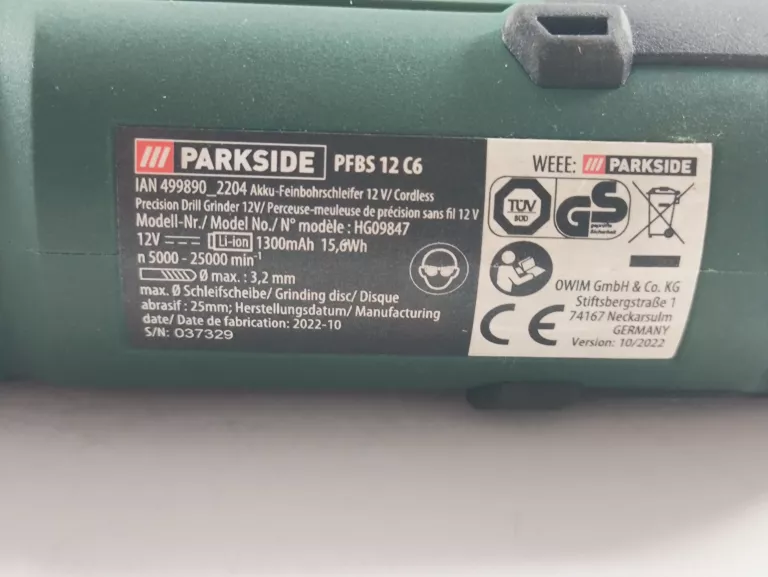 PARKSIDE PFBS 12 C6
IAN 499890_2204 Akku-Feinbohrschleifer 12 V/ Cordless
Precision Drill Grinder 12V/ Perceuse-meuleuse de précision sans fil 12 V
Modell-Nr./ Model No./ N° modèle : HG09847
12V Li-ion 1300mAh 15,6Wh
n 5000 - 25000 min⁻¹
Ø max. : 3,2 mm
max. Ø Schleifscheibe/ Grinding disc/ Disque
abrasif : 25mm; Herstellungsdatum/ Manufacturing
date/ Date de fabrication: 2022-10
S/N: 037329
WEEE: PARKSIDE
TÜV
SÜD
GS
geprüfte
Sicherheit
OWIM GmbH & Co. KG
Stiftsbergstraße 1
74167 Neckarsulm
GERMANY
Version: 10/2022
CE